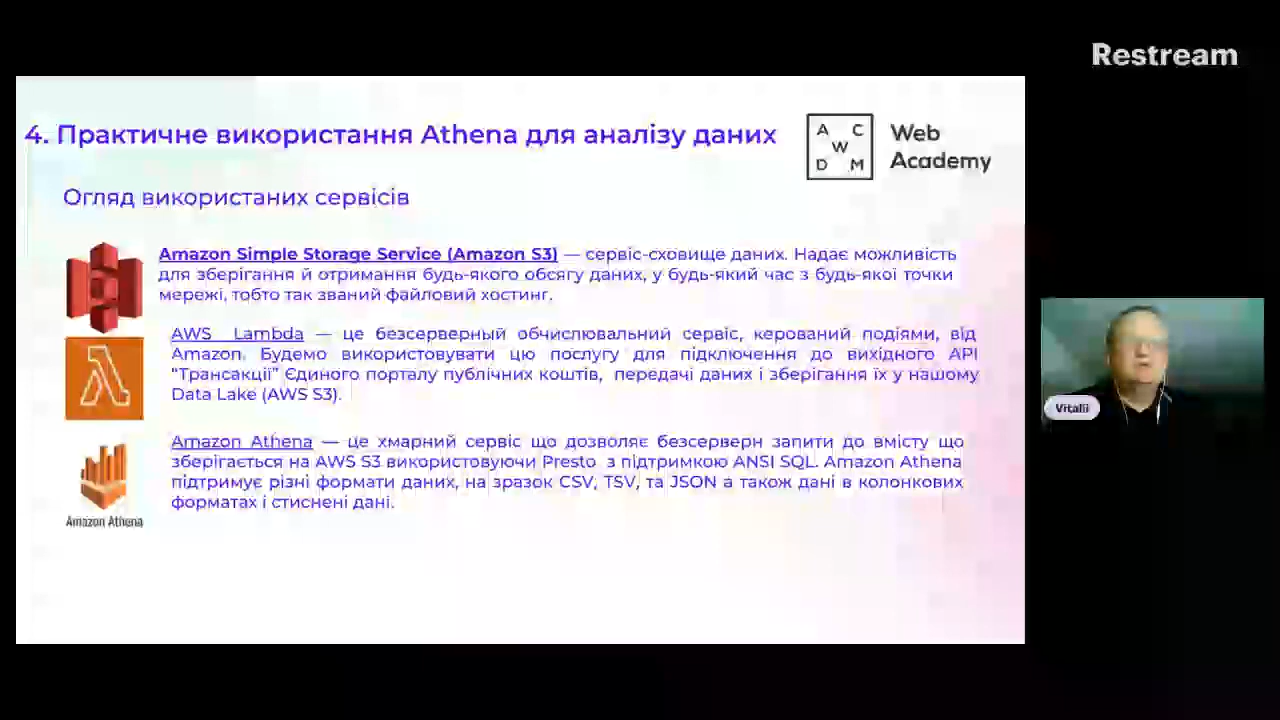 Restream
4. Практичне використання Athena для аналізу даних
A C
W
D M
Web
Academy
Огляд використаних сервісів
Amazon Simple Storage Service (Amazon S3) — сервіс-сховище даних. Надає можливість
для зберігання й отримання будь-якого обсягу даних, у будь-який час з будь-якої точки
мережі, тобто так званий файловий хостинг.
AWS Lambda — це безсерверный обчислювальний сервіс, керований подіями, від
Amazon. Будемо використовувати цю послугу для підключення до вихідного API
“Трансакції” Єдиного порталу публічних коштів, передачі даних і зберігання їх у нашому
Data Lake (AWS S3).
Amazon Athena — це хмарний сервіс що дозволяє безсерверн запити до вмісту що
зберігається на AWS S3 використовуючи Presto з підтримкою ANSI SQL. Amazon Athena
підтримує різні формати даних, на зразок CSV, TSV, та JSON а також дані в колонкових
форматах і стиснені дані.
Amazon Athena
Vitalii